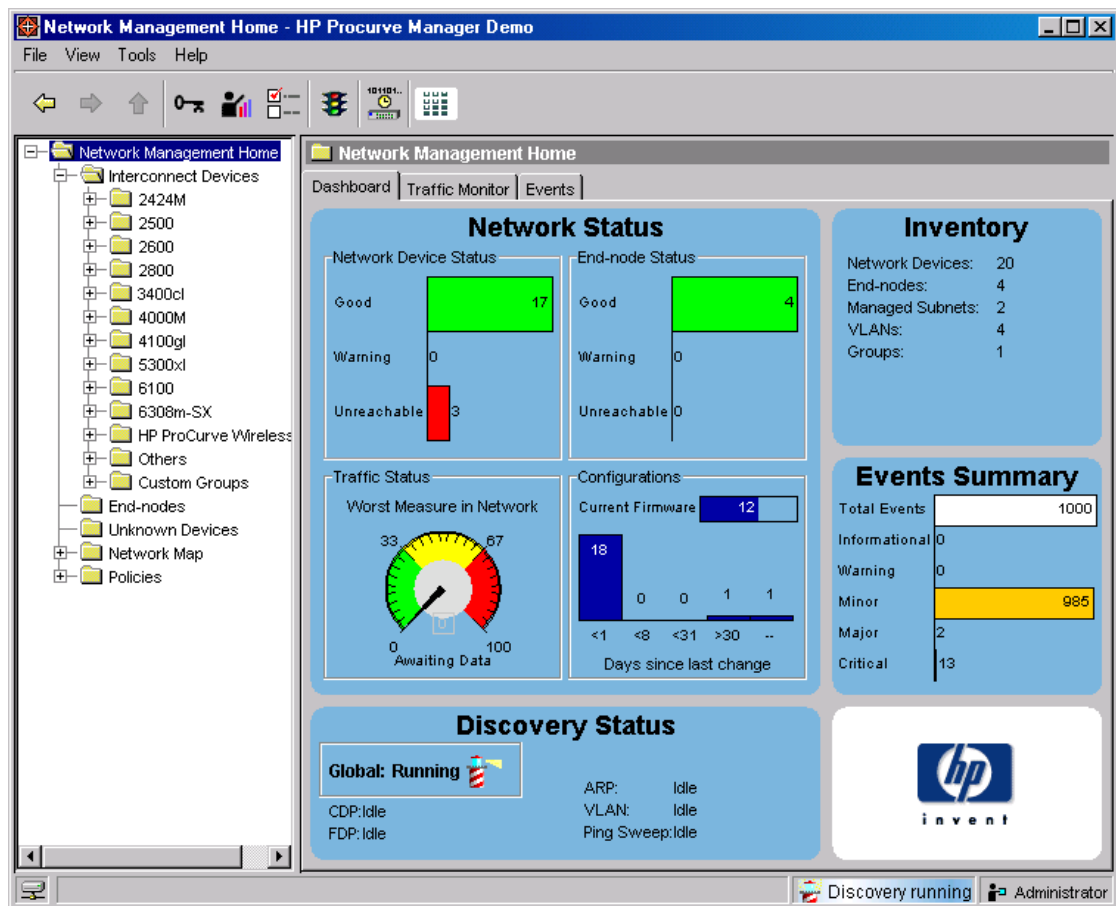 Network Management Home - HP Procurve Manager Demo
File View Tools Help
101101..
Network Management Home
Interconnect Devices
2424M
2500
2600
2800
3400cl
4000M
4100gl
5300xl
6100
6308m-SX
HP ProCurve Wireless
Others
Custom Groups
End-nodes
Unknown Devices
Network Map
Policies
Network Management Home
Dashboard Traffic Monitor Events
Network Status
Network Device Status
Good 17
Warning 0
Unreachable 3
End-node Status
Good 4
Warning 0
Unreachable 0
Traffic Status
Worst Measure in Network
33 67
0
0 100
Awaiting Data
Configurations
Current Firmware 12
18 0 0 1 1
<1 <8 <31 >30 --
Days since last change
Inventory
Network Devices: 20
End-nodes: 4
Managed Subnets: 2
VLANs: 4
Groups: 1
Events Summary
Total Events 1000
Informational 0
Warning 0
Minor 985
Major 2
Critical 13
Discovery Status
Global: Running
CDP:Idle
FDP:Idle
ARP: Idle
VLAN: Idle
Ping Sweep:Idle
hp
invent
Discovery running Administrator